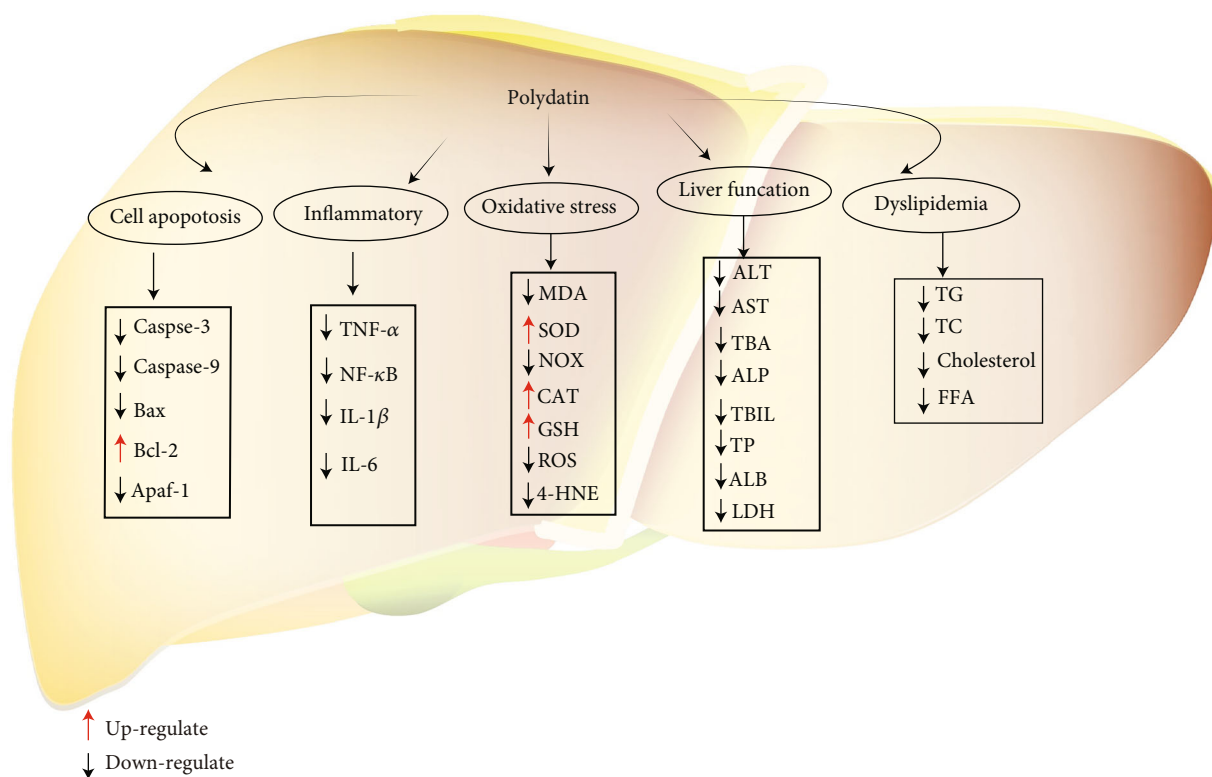 Polydatin
Cell apopotosis
Inflammatory
Oxidative stress
Liver funcation
Dyslipidemia
Caspse-3
Caspase-9
Bax
Bcl-2
Apaf-1
TNF-α
NF-κB
IL-1β
IL-6
MDA
SOD
NOX
CAT
GSH
ROS
4-HNE
ALT
AST
TBA
ALP
TBIL
TP
ALB
LDH
TG
TC
Cholesterol
FFA
Up-regulate
Down-regulate